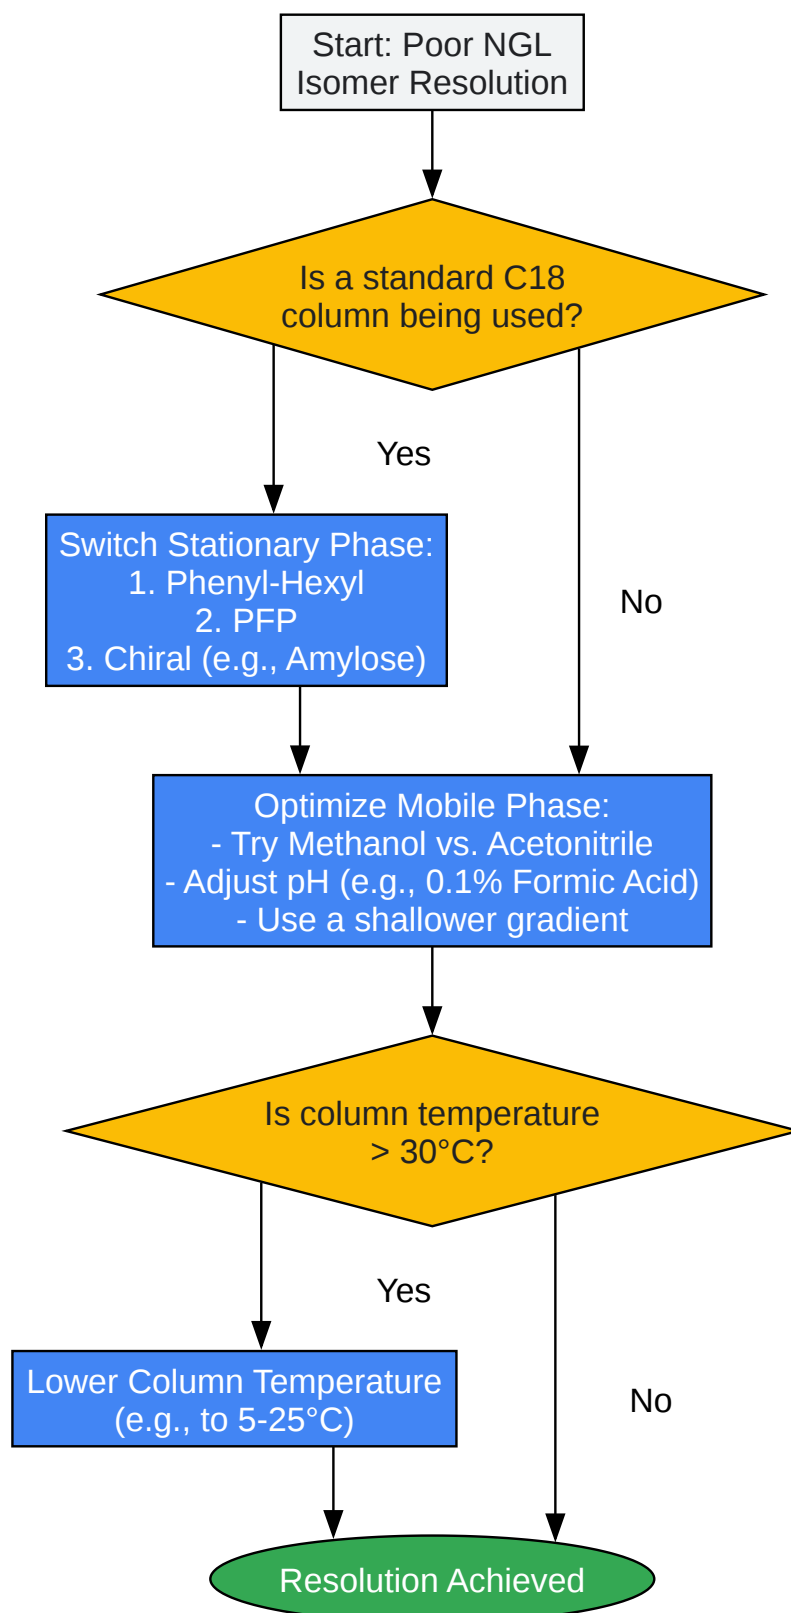 Start: Poor NGL
Isomer Resolution
Is a standard C18
column being used?
Yes
Switch Stationary Phase:
1. Phenyl-Hexyl
2. PFP
3. Chiral (e.g., Amylose)
No
Optimize Mobile Phase:
- Try Methanol vs. Acetonitrile
- Adjust pH (e.g., 0.1% Formic Acid)
- Use a shallower gradient
Is column temperature
> 30°C?
Yes
Lower Column Temperature
(e.g., to 5-25°C)
No
Resolution Achieved